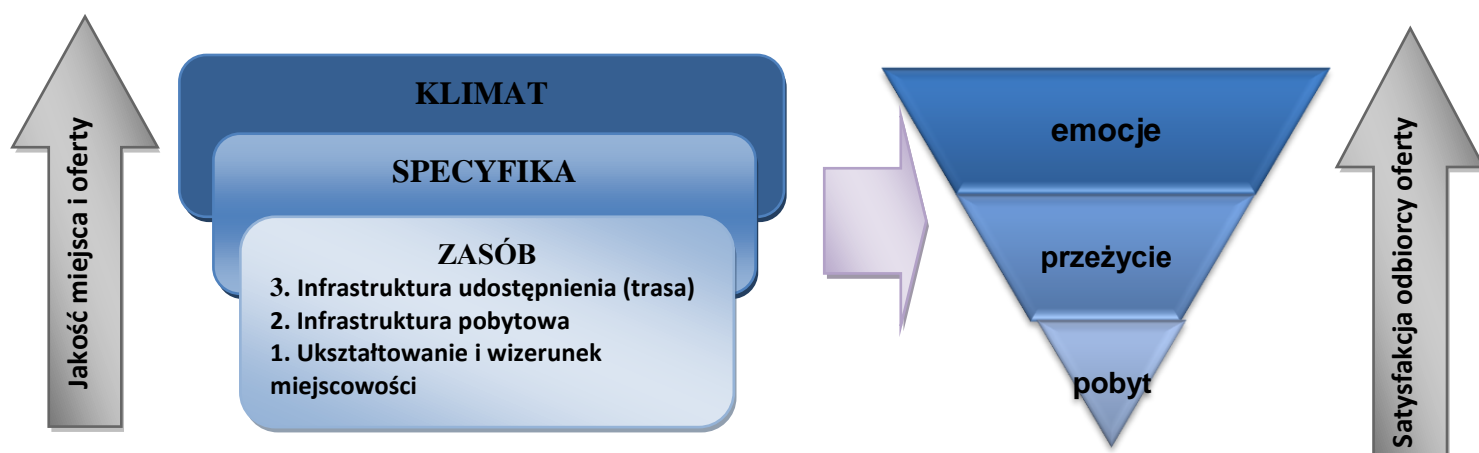 Jakość miejsca i oferty
KLIMAT
SPECYFIKA
ZASÓB
3. Infrastruktura udostępnienia (trasa)
2. Infrastruktura pobytowa
1. Ukształtowanie i wizerunek
miejscowości
emocje
przeżycie
pobyt
Satysfakcja odbiorcy oferty